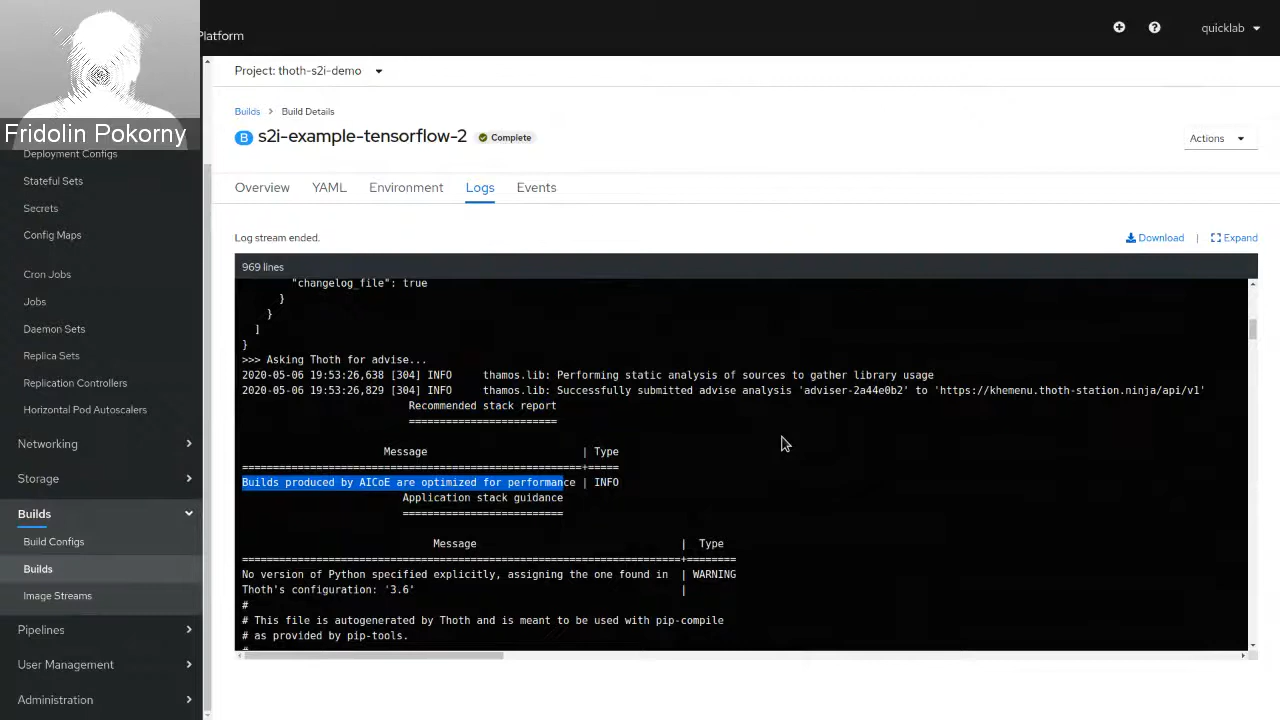 Platform
quicklab
Fridolin Pokorny
Deployment Configs
Stateful Sets
Secrets
Config Maps
Cron Jobs
Jobs
Daemon Sets
Replica Sets
Replication Controllers
Horizontal Pod Autoscalers
Networking
Storage
Builds
Build Configs
Builds
Image Streams
Pipelines
User Management
Administration
Project: thoth-s2i-demo
Builds > Build Details
B s2i-example-tensorflow-2 Complete
Actions
Overview YAML Environment Logs Events
Log stream ended.
Download | Expand
969 lines
"changelog_file": true
}
}
]
}
>>> Asking Thoth for advise...
2020-05-06 19:53:26,638 [304] INFO thamos.lib: Performing static analysis of sources to gather library usage
2020-05-06 19:53:26,829 [304] INFO thamos.lib: Successfully submitted advise analysis 'adviser-2a44e0b2' to 'https://khemenu.thoth-station.ninja/api/v1'
Recommended stack report
========================
Message | Type
=======================================================+=====
Builds produced by AICoE are optimized for performance | INFO
Application stack guidance
==========================
Message | Type
=======================================================================+========
No version of Python specified explicitly, assigning the one found in | WARNING
Thoth's configuration: '3.6' |
#
# This file is autogenerated by Thoth and is meant to be used with pip-compile
# as provided by pip-tools.